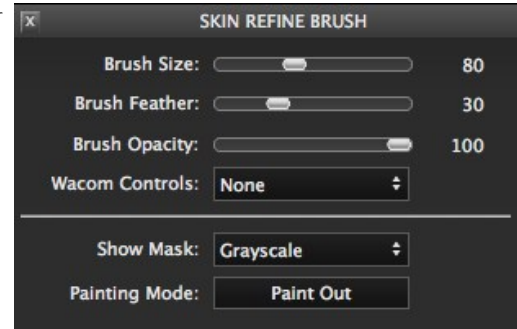 X SKIN REFINE BRUSH
Brush Size: 80
Brush Feather: 30
Brush Opacity: 100
Wacom Controls: None
Show Mask: Grayscale
Painting Mode: Paint Out